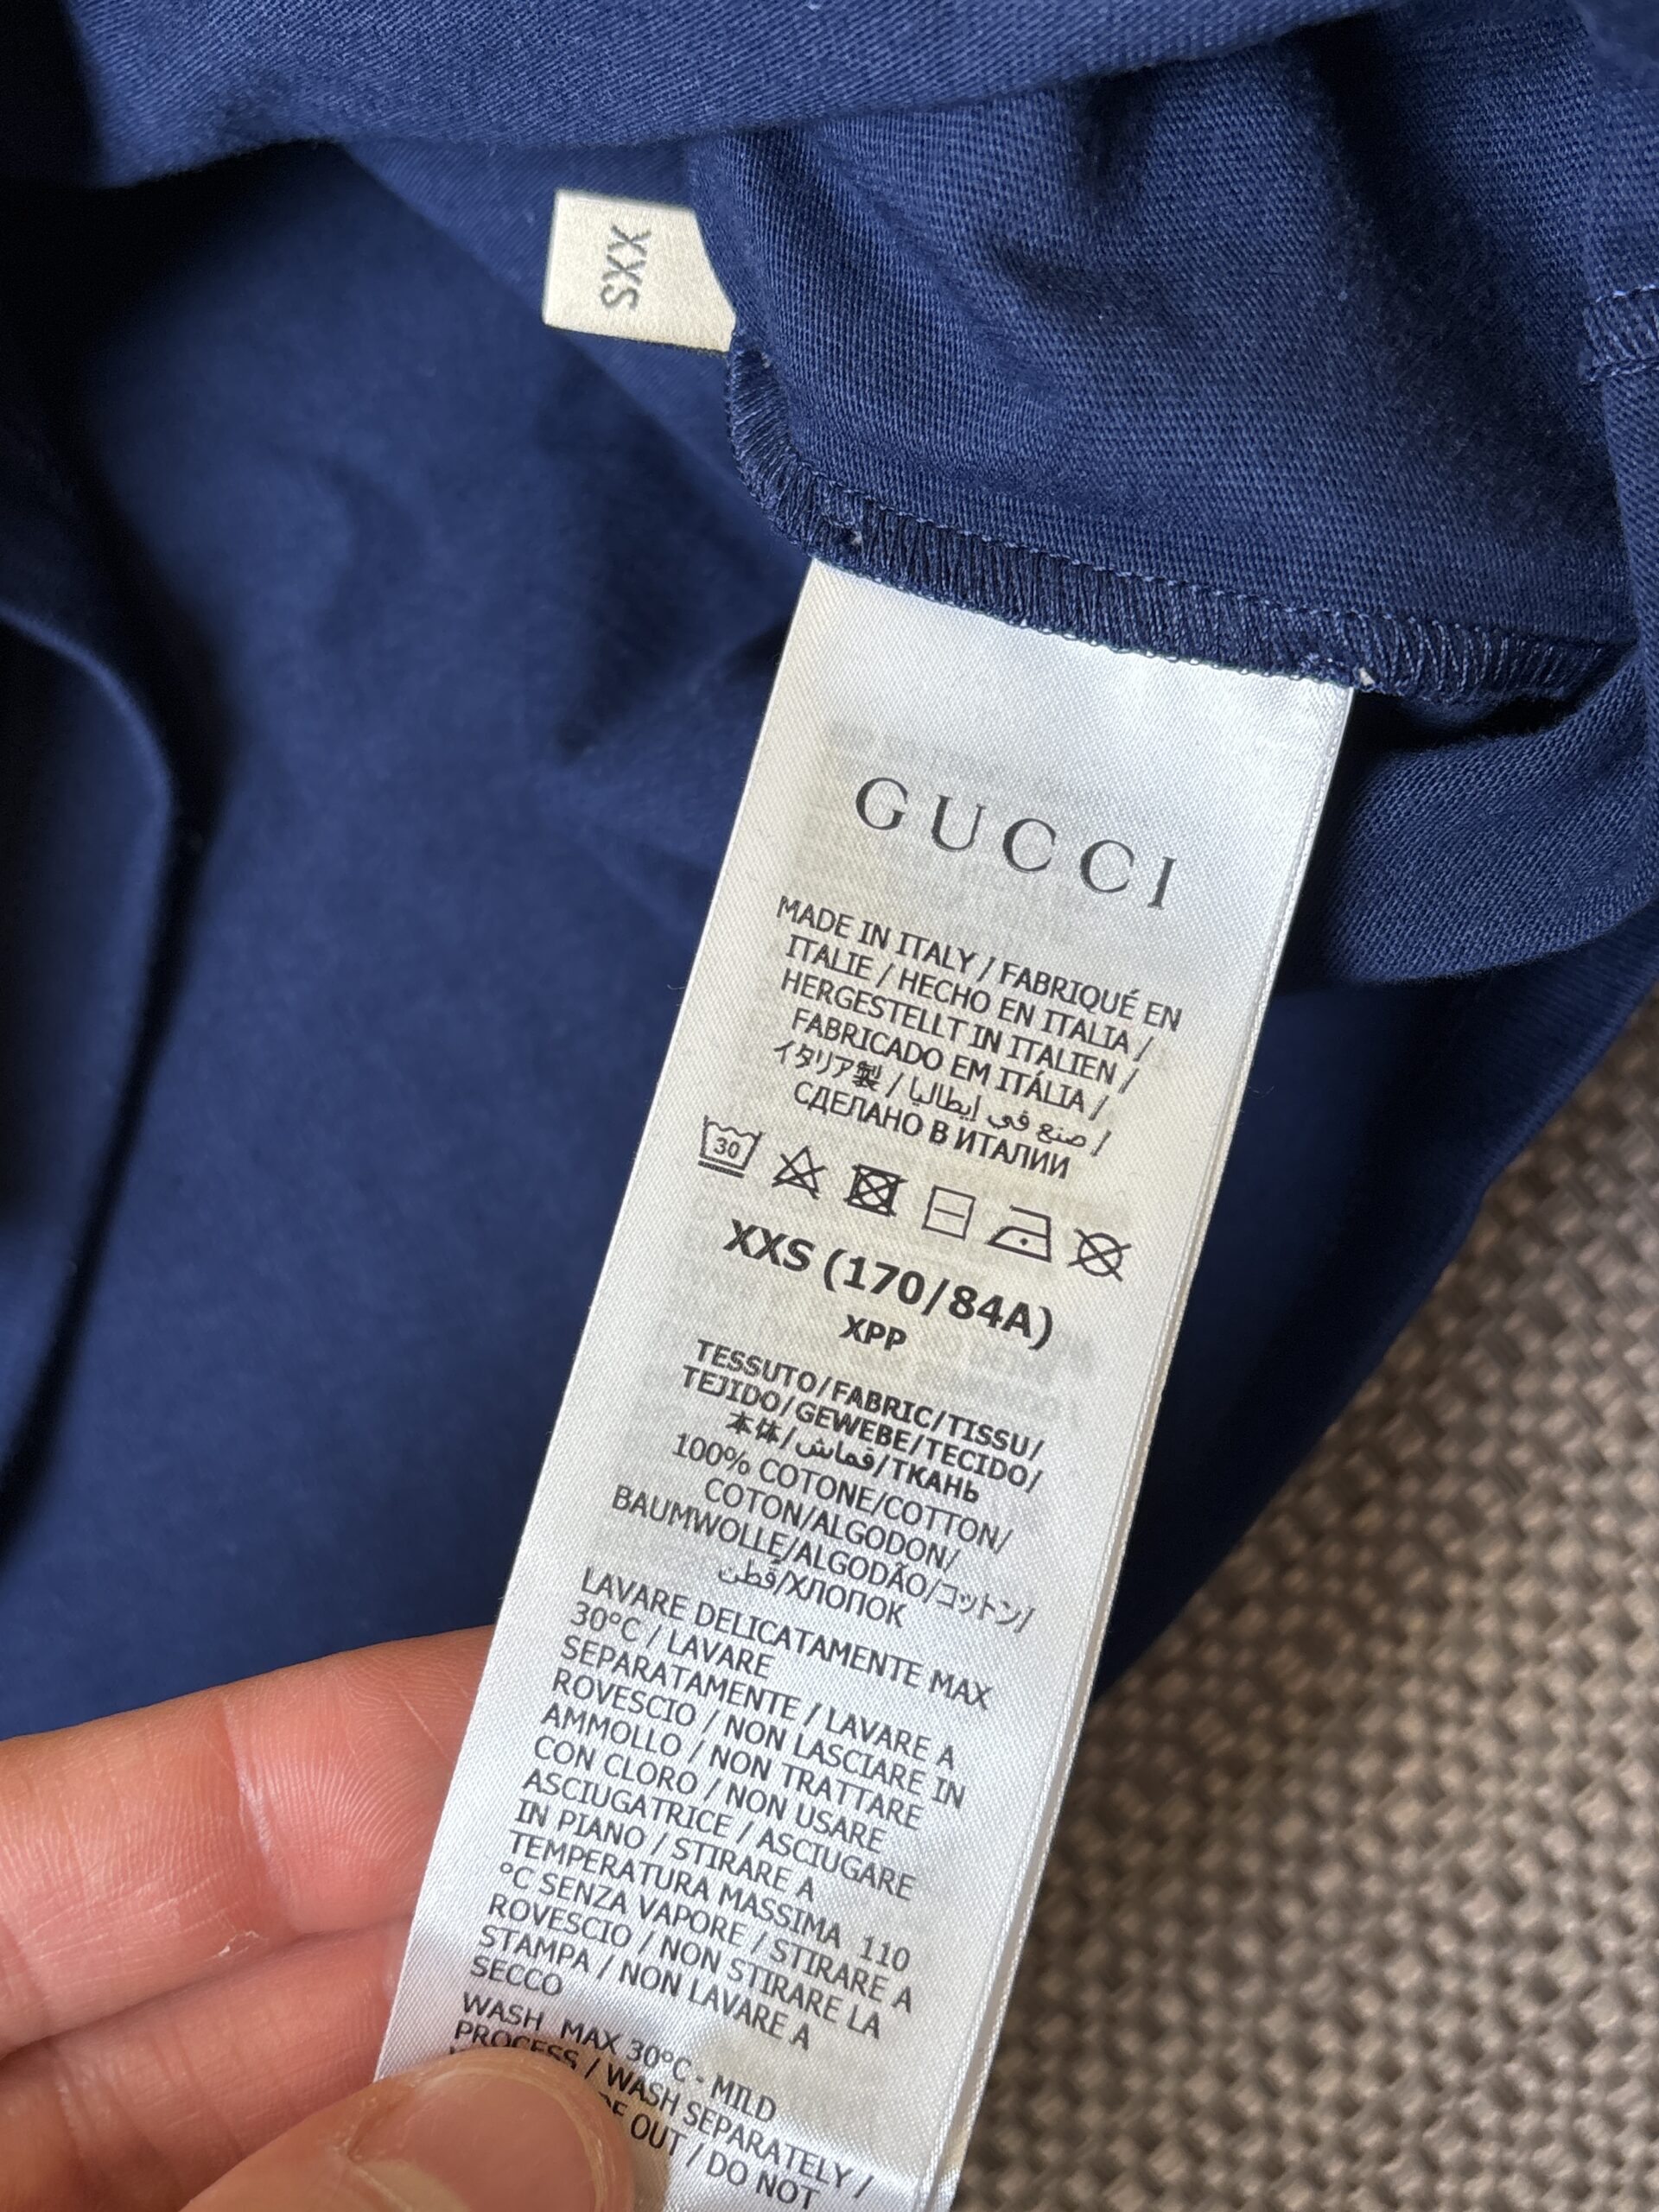 XXS
GUCCI
MADE IN ITALY / FABRIQUÉ EN
ITALIE / HECHO EN ITALIA /
HERGESTELLT IN ITALIEN /
FABRICADO EM ITÁLIA /
イタリア製 / صنع في إيطاليا /
СДЕЛАНО В ИТАЛИИ
30
XXS (170/84A)
XPP
TESSUTO/FABRIC/TISSU/
TEJIDO/GEWEBE/TECIDO/
本体/قماش/ТКАНЬ
100% COTONE/COTTON/
COTON/ALGODON/
BAUMWOLLE/ALGODÃO/コットン/
قطن/ХЛОПОК
LAVARE DELICATAMENTE MAX
30°C / LAVARE
SEPARATAMENTE / LAVARE A
ROVESCIO / NON LASCIARE IN
AMMOLLO / NON TRATTARE
CON CLORO / NON USARE
ASCIUGATRICE / ASCIUGARE
IN PIANO / STIRARE A
TEMPERATURA MASSIMA 110
°C SENZA VAPORE / STIRARE A
ROVESCIO / NON STIRARE LA
STAMPA / NON LAVARE A
SECCO
WASH MAX 30°C - MILD
PROCESS / WASH SEPARATELY /
OUT / DO NOT